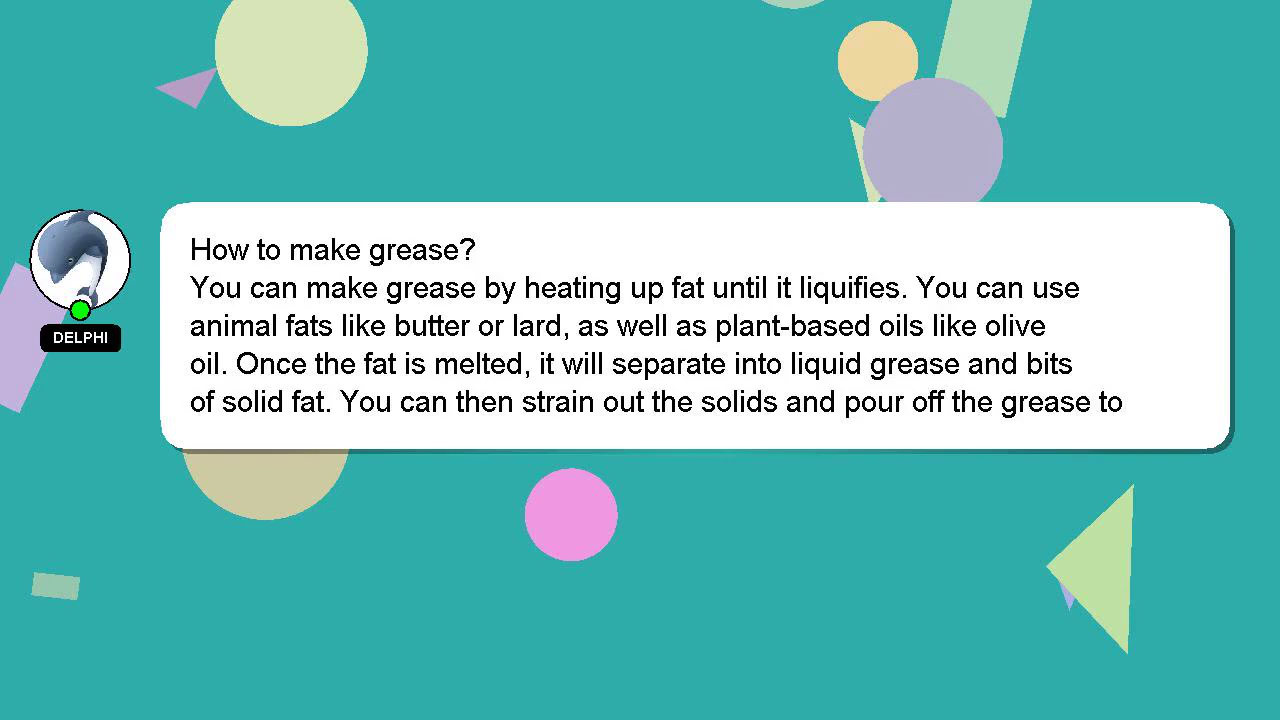 How to make grease?
You can make grease by heating up fat until it liquifies. You can use
animal fats like butter or lard, as well as plant-based oils like olive
oil. Once the fat is melted, it will separate into liquid grease and bits
of solid fat. You can then strain out the solids and pour off the grease to
DELPHI